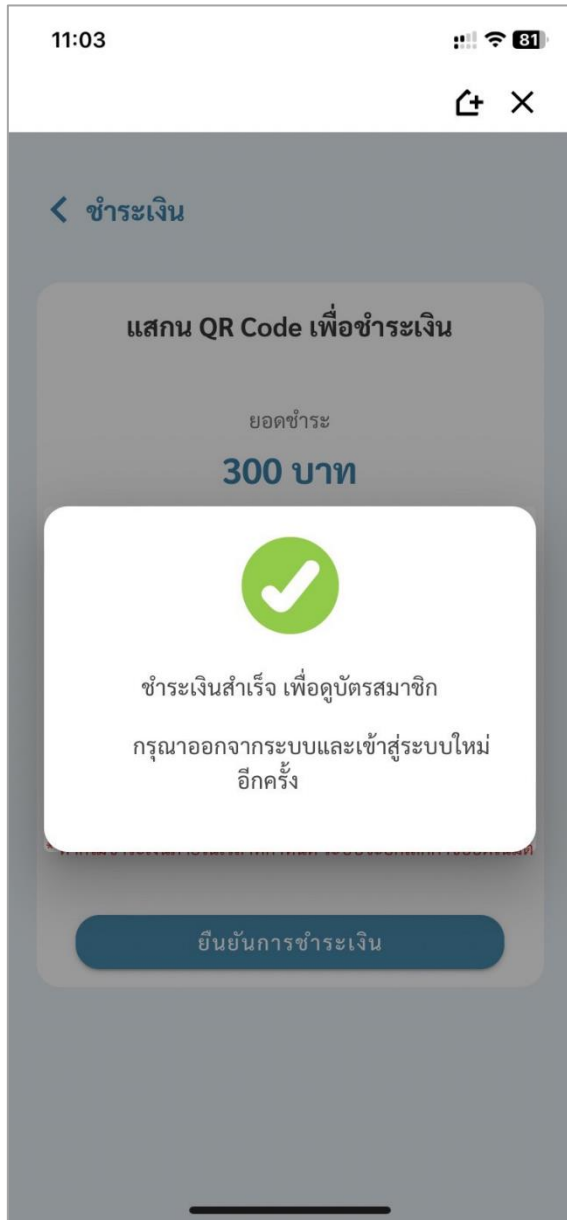 11:03
81
ชำระเงิน
แสกน QR Code เพื่อชำระเงิน
ยอดชำระ
300 บาท
ชำระเงินสำเร็จ เพื่อดูบัตรสมาชิก
กรุณาออกจากระบบและเข้าสู่ระบบใหม่
อีกครั้ง
ยืนยันการชำระเงิน